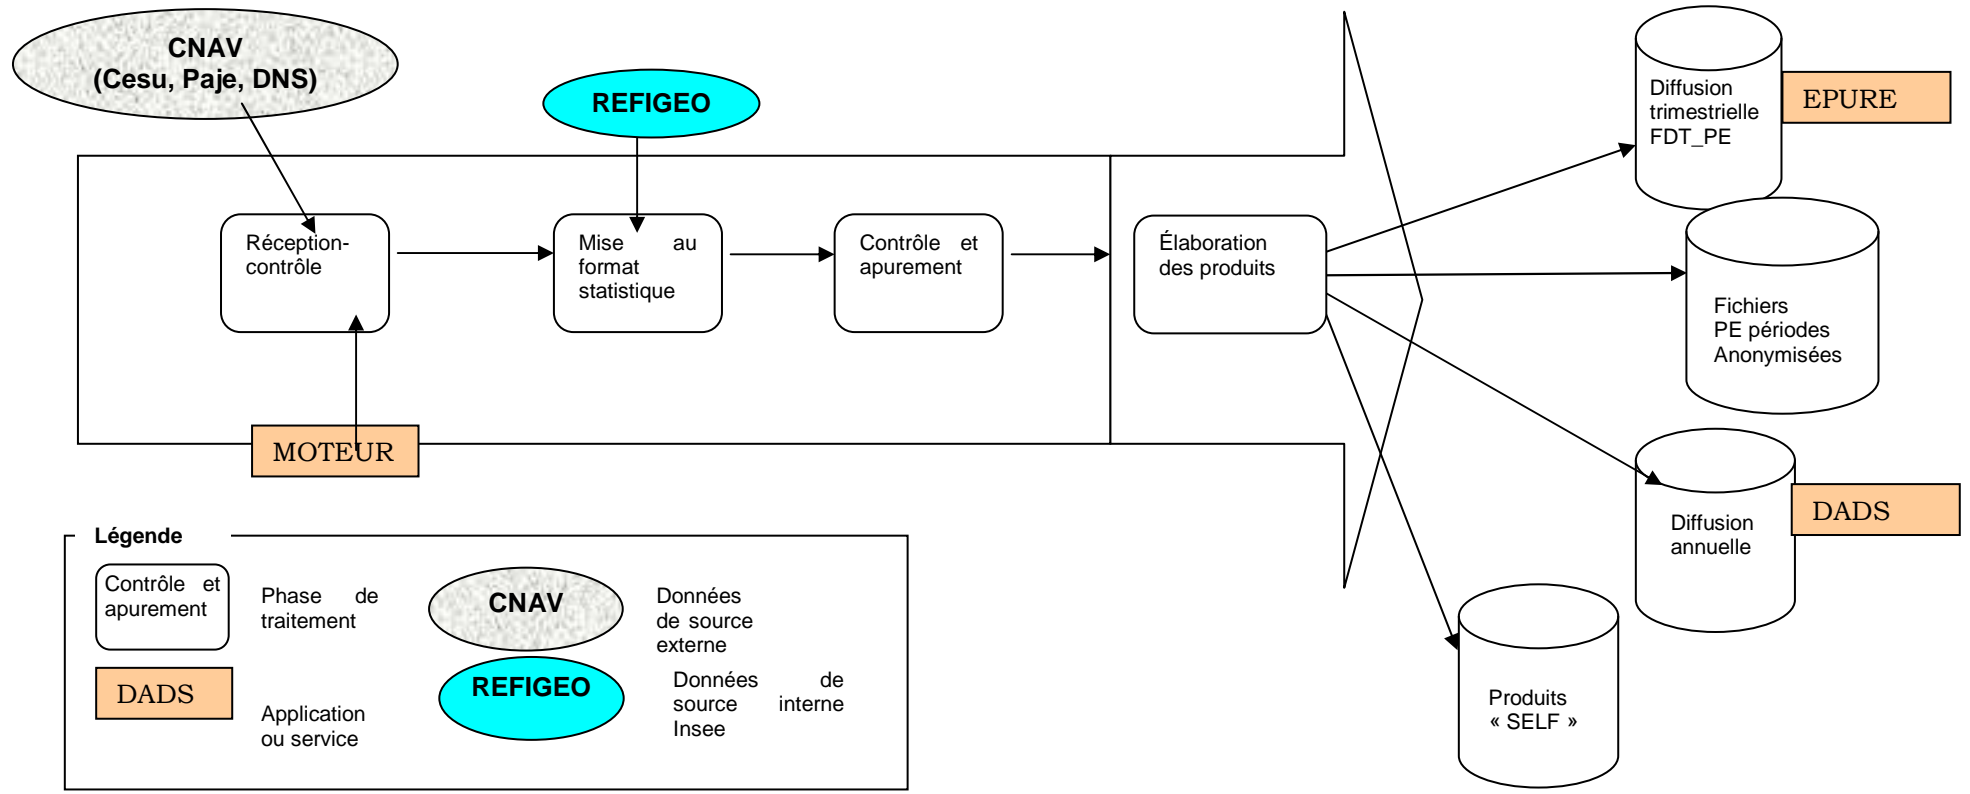 CNAV
(Cesu, Paje, DNS)
REFIGEO
Diffusion
trimestrielle
FDT_PE
EPURE
Réception-
contrôle
Mise au
format
statistique
Contrôle et
apurement
Élaboration
des produits
Fichiers
PE périodes
Anonymisées
MOTEUR
Diffusion
annuelle
DADS
Produits
« SELF »
Légende
Contrôle et
apurement
Phase de
traitement
CNAV
Données
de source
externe
DADS
Application
ou service
REFIGEO
Données de
source interne
Insee